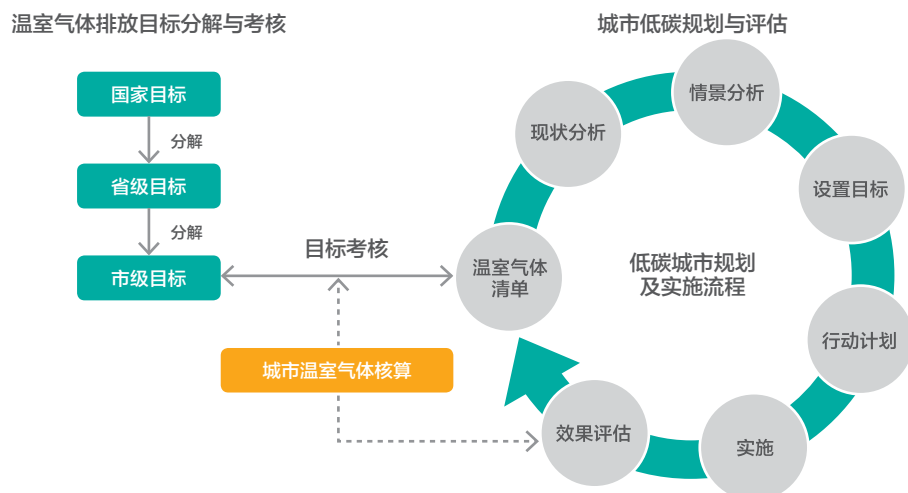 温室气体排放目标分解与考核
城市低碳规划与评估
国家目标
分解
省级目标
分解
市级目标
目标考核
城市温室气体核算
温室气体
清单
现状分析
情景分析
设置目标
行动计划
实施
效果评估
低碳城市规划
及实施流程